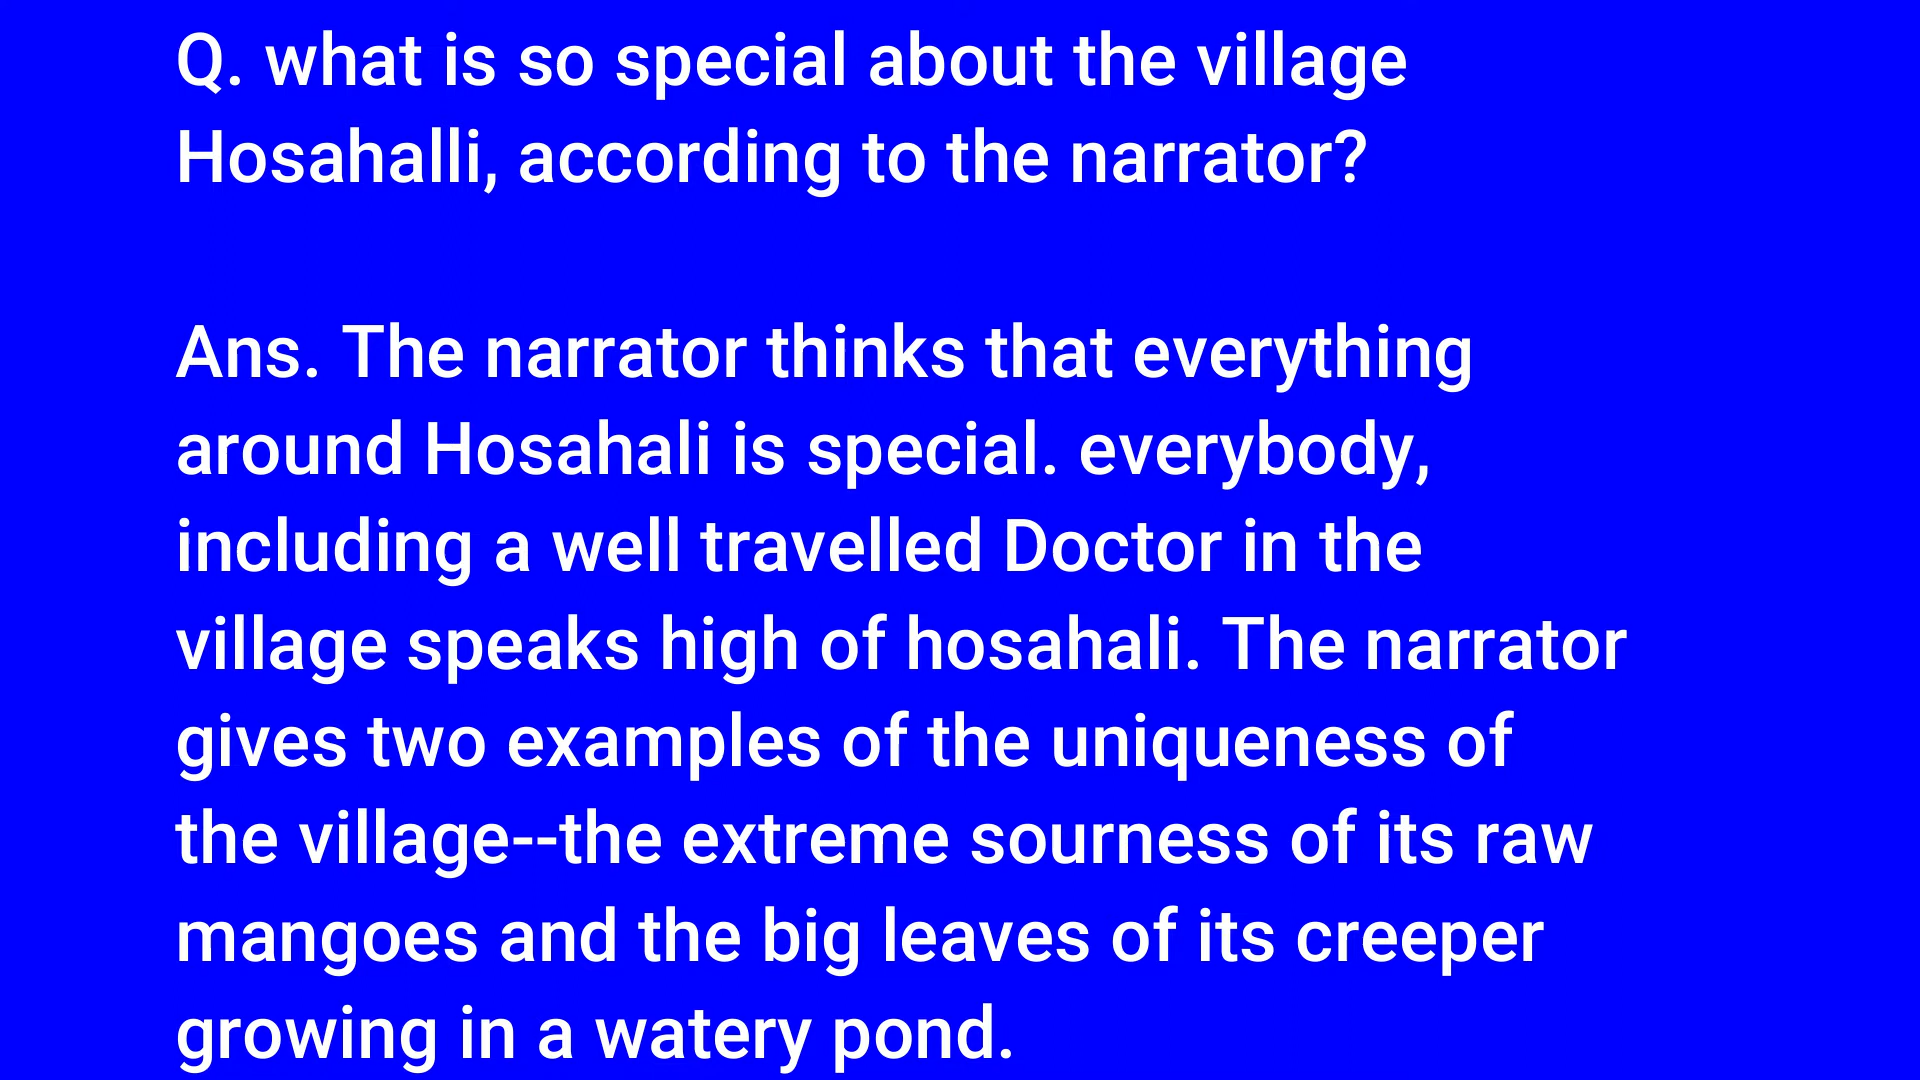 Q. what is so special about the village
Hosahalli, according to the narrator?
Ans. The narrator thinks that everything
around Hosahali is special. everybody,
including a well travelled Doctor in the
village speaks high of hosahali. The narrator
gives two examples of the uniqueness of
the village--the extreme sourness of its raw
mangoes and the big leaves of its creeper
growing in a watery pond.